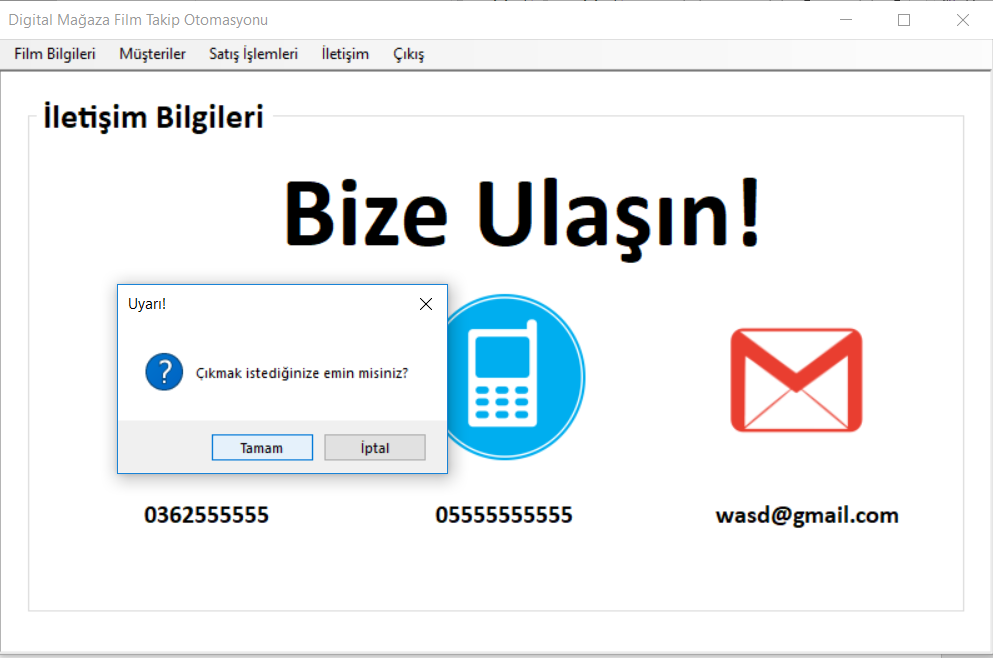 Digital Mağaza Film Takip Otomasyonu
Film Bilgileri Müşteriler Satış İşlemleri İletişim Çıkış
İletişim Bilgileri
Bize Ulaşın!
Uyarı!
?
Çıkmak istediğinize emin misiniz?
Tamam İptal
0362555555 05555555555 wasd@gmail.com